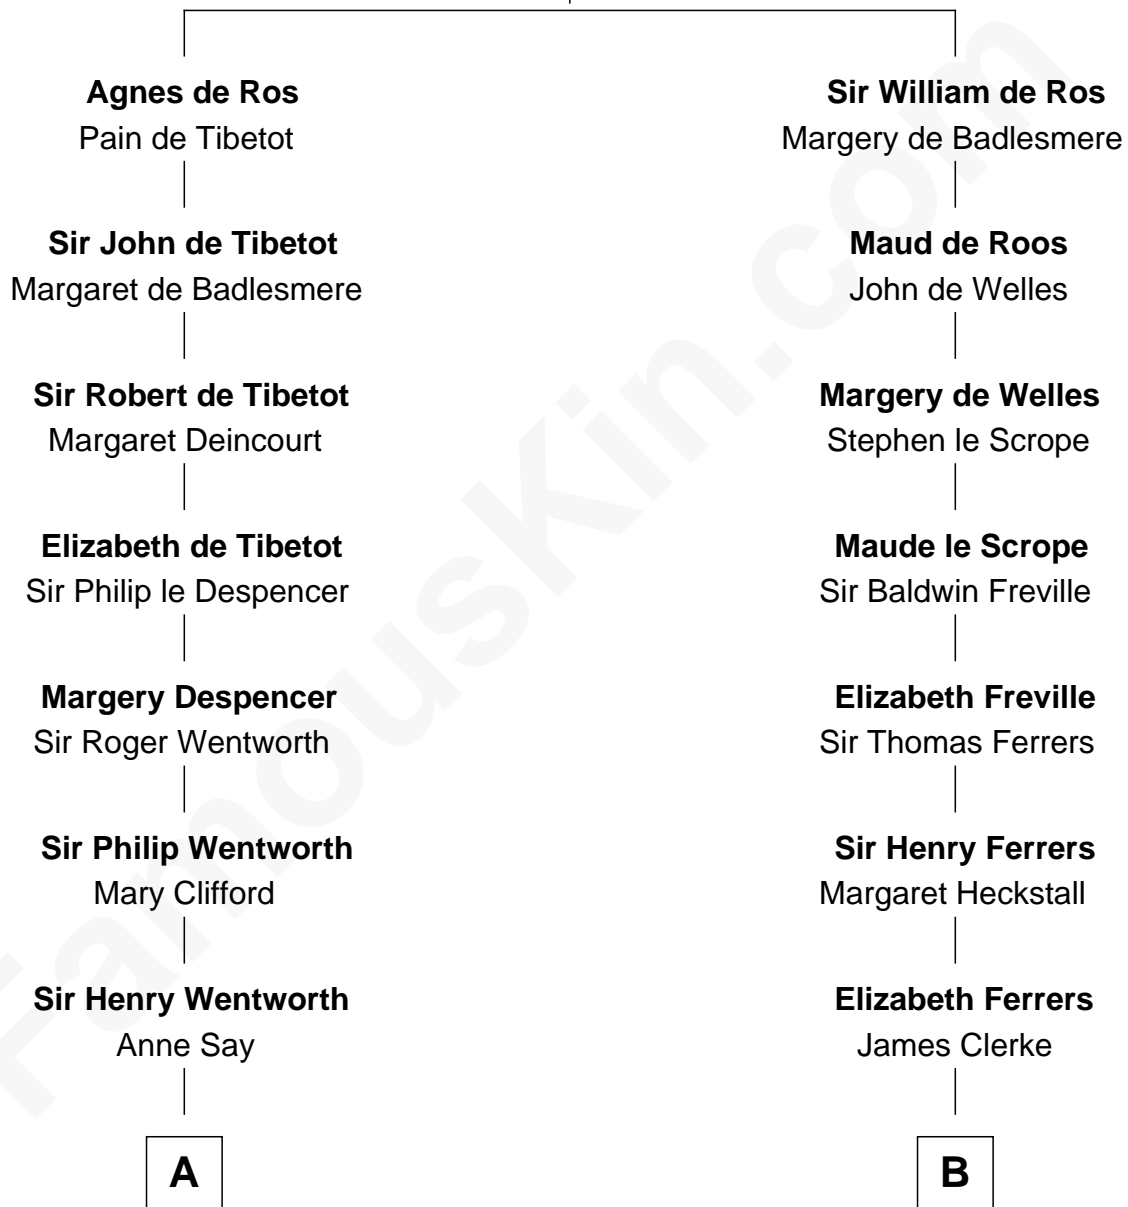 Agnes de Ros
Pain de Tibetot
Sir John de Tibetot
Margaret de Badlesmere
Sir Robert de Tibetot
Margaret Deincourt
Elizabeth de Tibetot
Sir Philip le Despencer
Margery Despencer
Sir Roger Wentworth
Sir Philip Wentworth
Mary Clifford
Sir Henry Wentworth
Anne Say
A
Sir William de Ros
Margery de Badlesmere
Maud de Roos
John de Welles
Margery de Welles
Stephen le Scrope
Maude le Scrope
Sir Baldwin Freville
Elizabeth Freville
Sir Thomas Ferrers
Sir Henry Ferrers
Margaret Heckstall
Elizabeth Ferrers
James Clerke
B
FamousKin.com